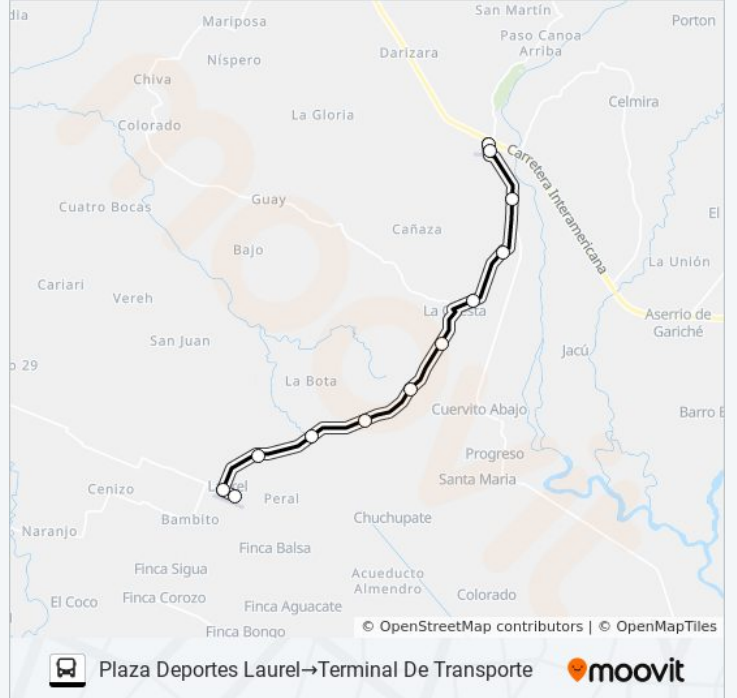 dia
San Martín
Mariposa
Porton
Paso Canoa
Arriba
Darizara
Níspero
Chiva
Celmira
La Gloria
Colorado
Carretera Interamericana
Guay
Cuatro Bocas
El
Cañaza
Bajo
La Unión
Cariari
Vereh
La Cuesta
Aserrio de
Gariché
San Juan
Jacú
o 29
La Bota
Cuervito Abajo
Barro E
Progreso
Santa Maria
Laurel
Cenizo
Peral
Bambito
Chuchupate
Naranjo
Finca Balsa
Finca Sigua
Acueducto
Almendro
El Coco
Finca Corozo
Finca Aguacate
Colorado
Finca Bongo
© OpenStreetMap contributors | © OpenMapTiles
moovit
Plaza Deportes Laurel→Terminal De Transporte
moovit